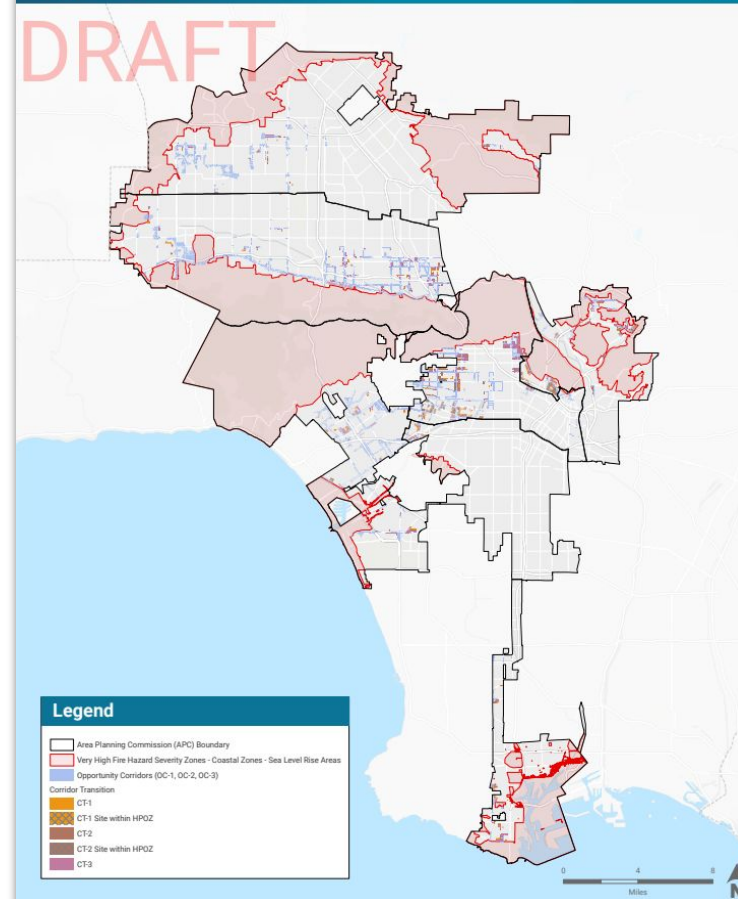 DRAFT
Legend
Area Planning Commission (APC) Boundary
Very High Fire Hazard Severity Zones - Coastal Zones - Sea Level Rise Areas
Opportunity Corridors (OC-1, OC-2, OC-3)
Corridor Transition
CT-1
CT-1 Site within HPOZ
CT-2
CT-2 Site within HPOZ
CT-3
0 4 8
Miles
N